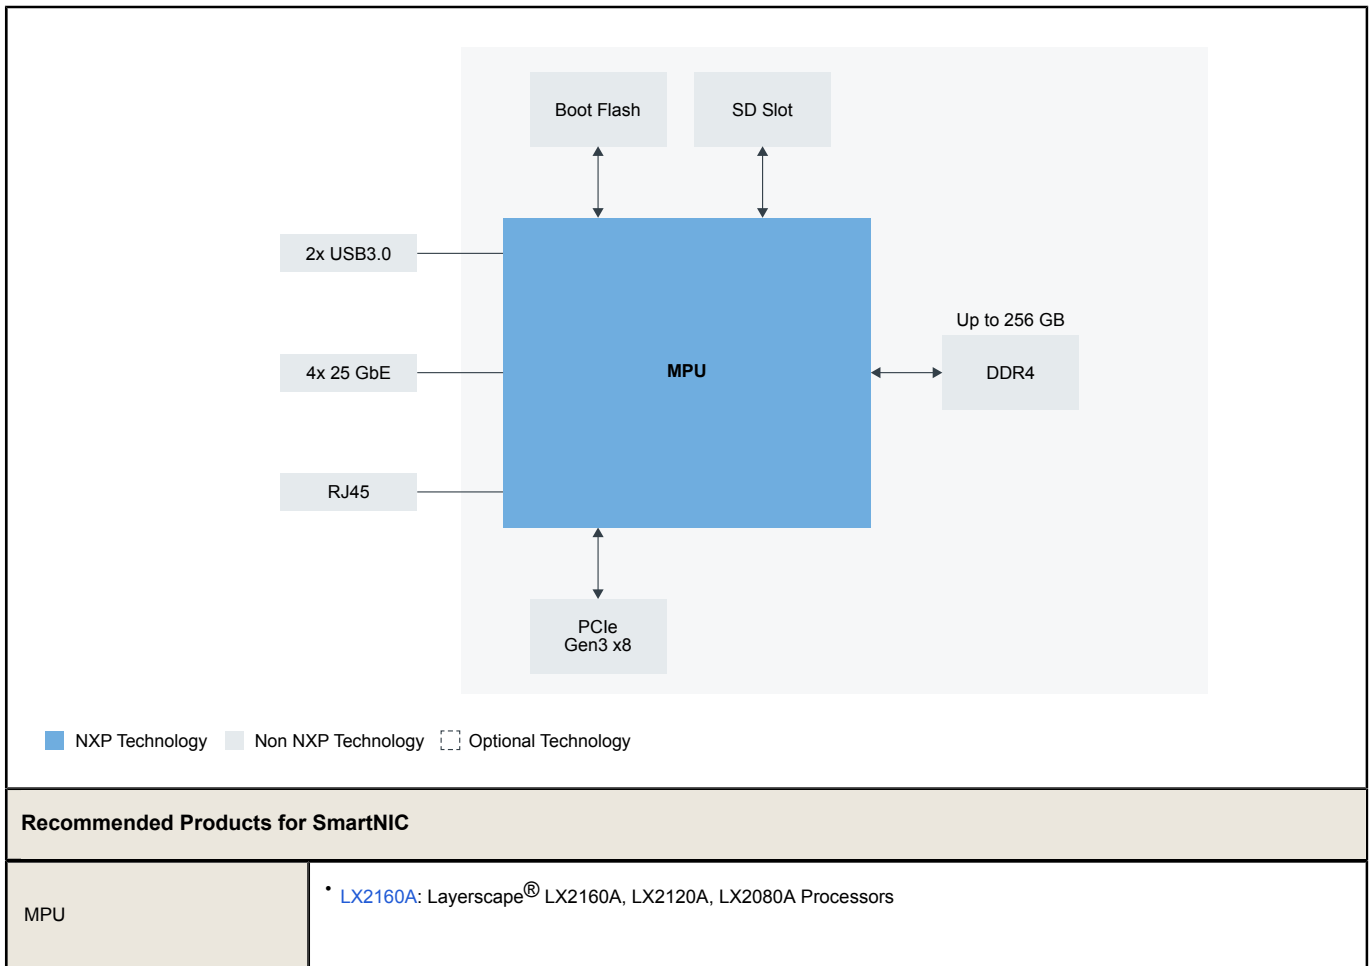 Boot Flash
SD Slot
2x USB3.0
Up to 256 GB
4x 25 GbE
MPU
DDR4
RJ45
PCIe
Gen3 x8
NXP Technology
Non NXP Technology
Optional Technology
Recommended Products for SmartNIC
MPU
• LX2160A: Layerscape® LX2160A, LX2120A, LX2080A Processors